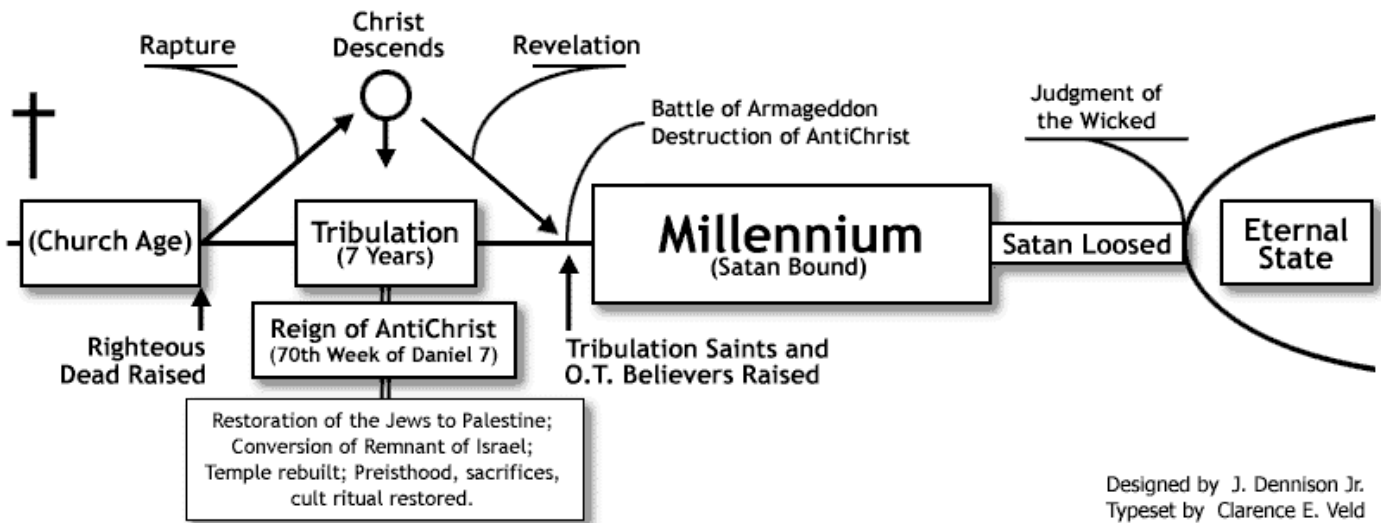 Rapture
Christ
Descends
Revelation
Battle of Armageddon
Destruction of AntiChrist
Judgment of
the Wicked
(Church Age)
Tribulation
(7 Years)
Millennium
(Satan Bound)
Satan Loosed
Eternal
State
Righteous
Dead Raised
Reign of AntiChrist
(70th Week of Daniel 7)
Tribulation Saints and
O.T. Believers Raised
Restoration of the Jews to Palestine;
Conversion of Remnant of Israel;
Temple rebuilt; Preisthood, sacrifices,
cult ritual restored.
Designed by J. Dennison Jr.
Typeset by Clarence E. Veld